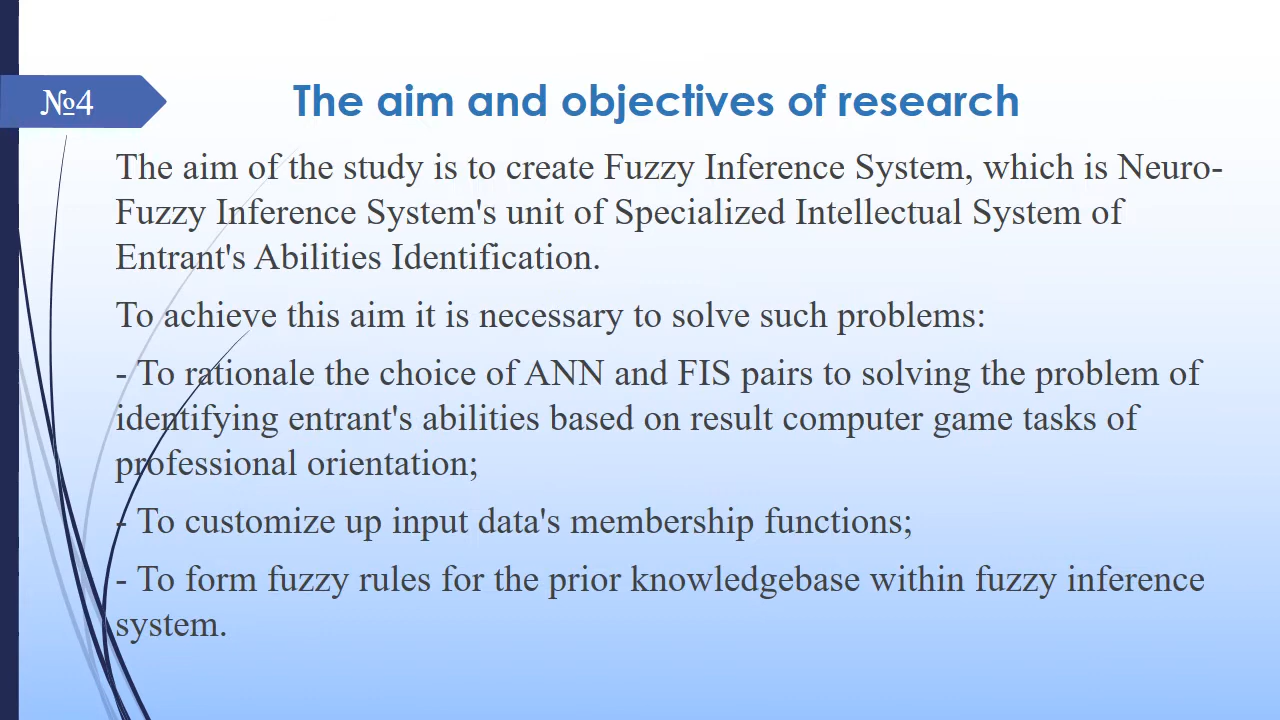 №4
The aim and objectives of research
The aim of the study is to create Fuzzy Inference System, which is Neuro-
Fuzzy Inference System's unit of Specialized Intellectual System of
Entrant's Abilities Identification.
To achieve this aim it is necessary to solve such problems:
- To rationale the choice of ANN and FIS pairs to solving the problem of
identifying entrant's abilities based on result computer game tasks of
professional orientation;
- To customize up input data's membership functions;
- To form fuzzy rules for the prior knowledgebase within fuzzy inference
system.